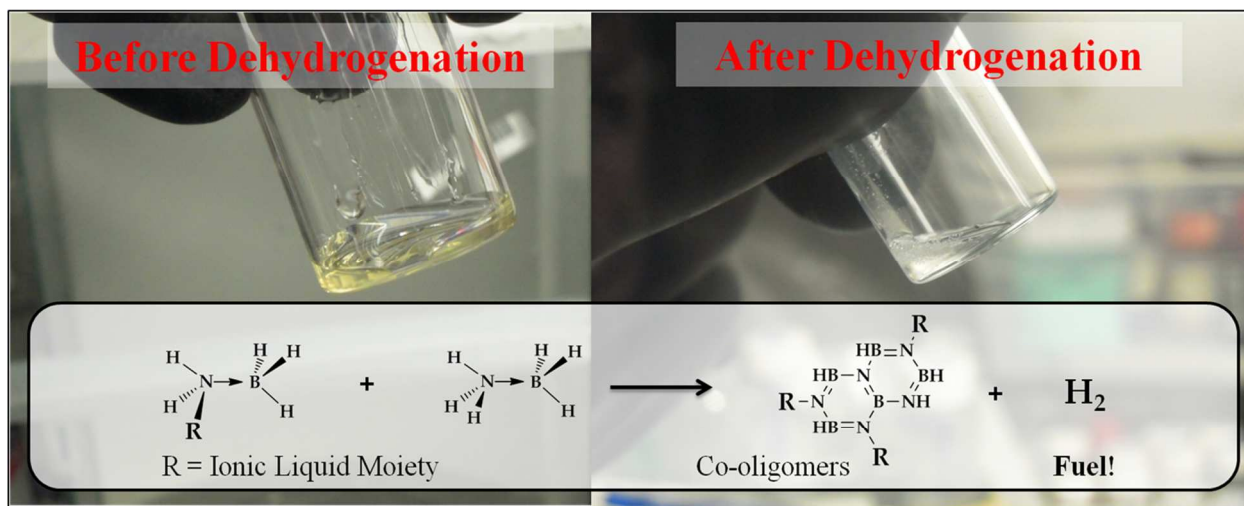 Before Dehydrogenation
After Dehydrogenation
H
H
H
N
B
H
H
R
+
H
H
H
N
B
H
H
H
R
HB=N
HB-N
BH
R-N
B-NH
HB=N
R
+
H2
R = Ionic Liquid Moiety
Co-oligomers
Fuel!